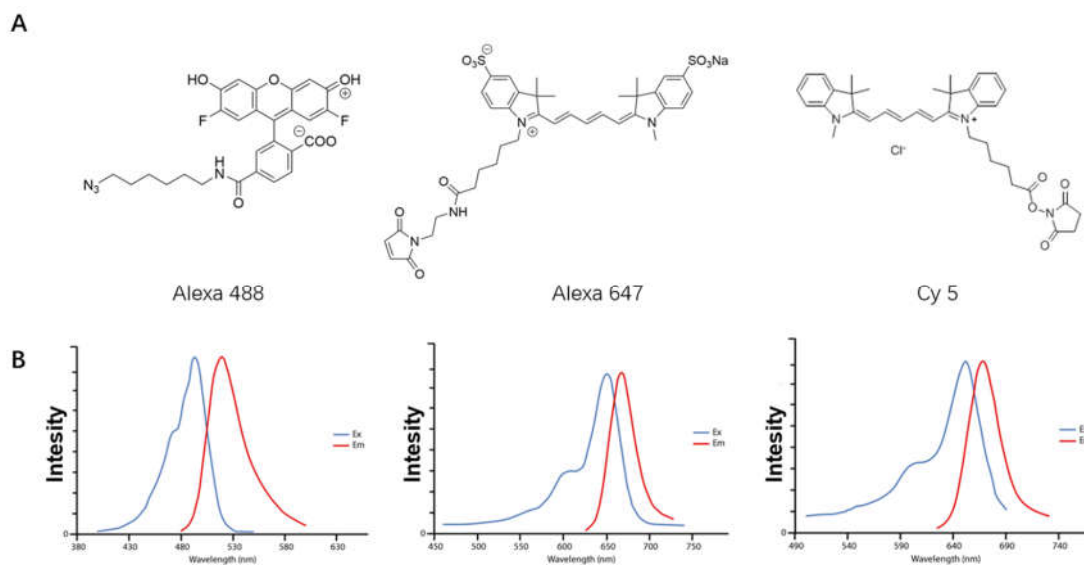 A
HO
O
OH
⊕
F
F
⊖
COO
N₃
H
N
O
⊖
SO₃
SO₃Na
N
⊕
N
O
NH
O
N
O
N
N
+
Cl⁻
O
O
O
N
O
Alexa 488
Alexa 647
Cy 5
B
Intesity
Ex
Em
0
380 430 480 530 580 630
Wavelength (nm)
Intesity
Ex
Em
0
450 500 550 600 650 700 750
Wavelength (nm)
Intesity
0
490 540 590 640 690 740
Wavelength (nm)